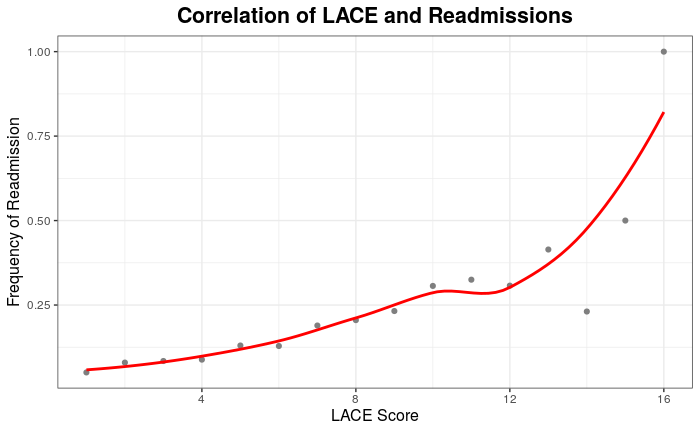 Correlation of LACE and Readmissions
Frequency of Readmission
1.00
0.75
0.50
0.25
4
8
12
16
LACE Score